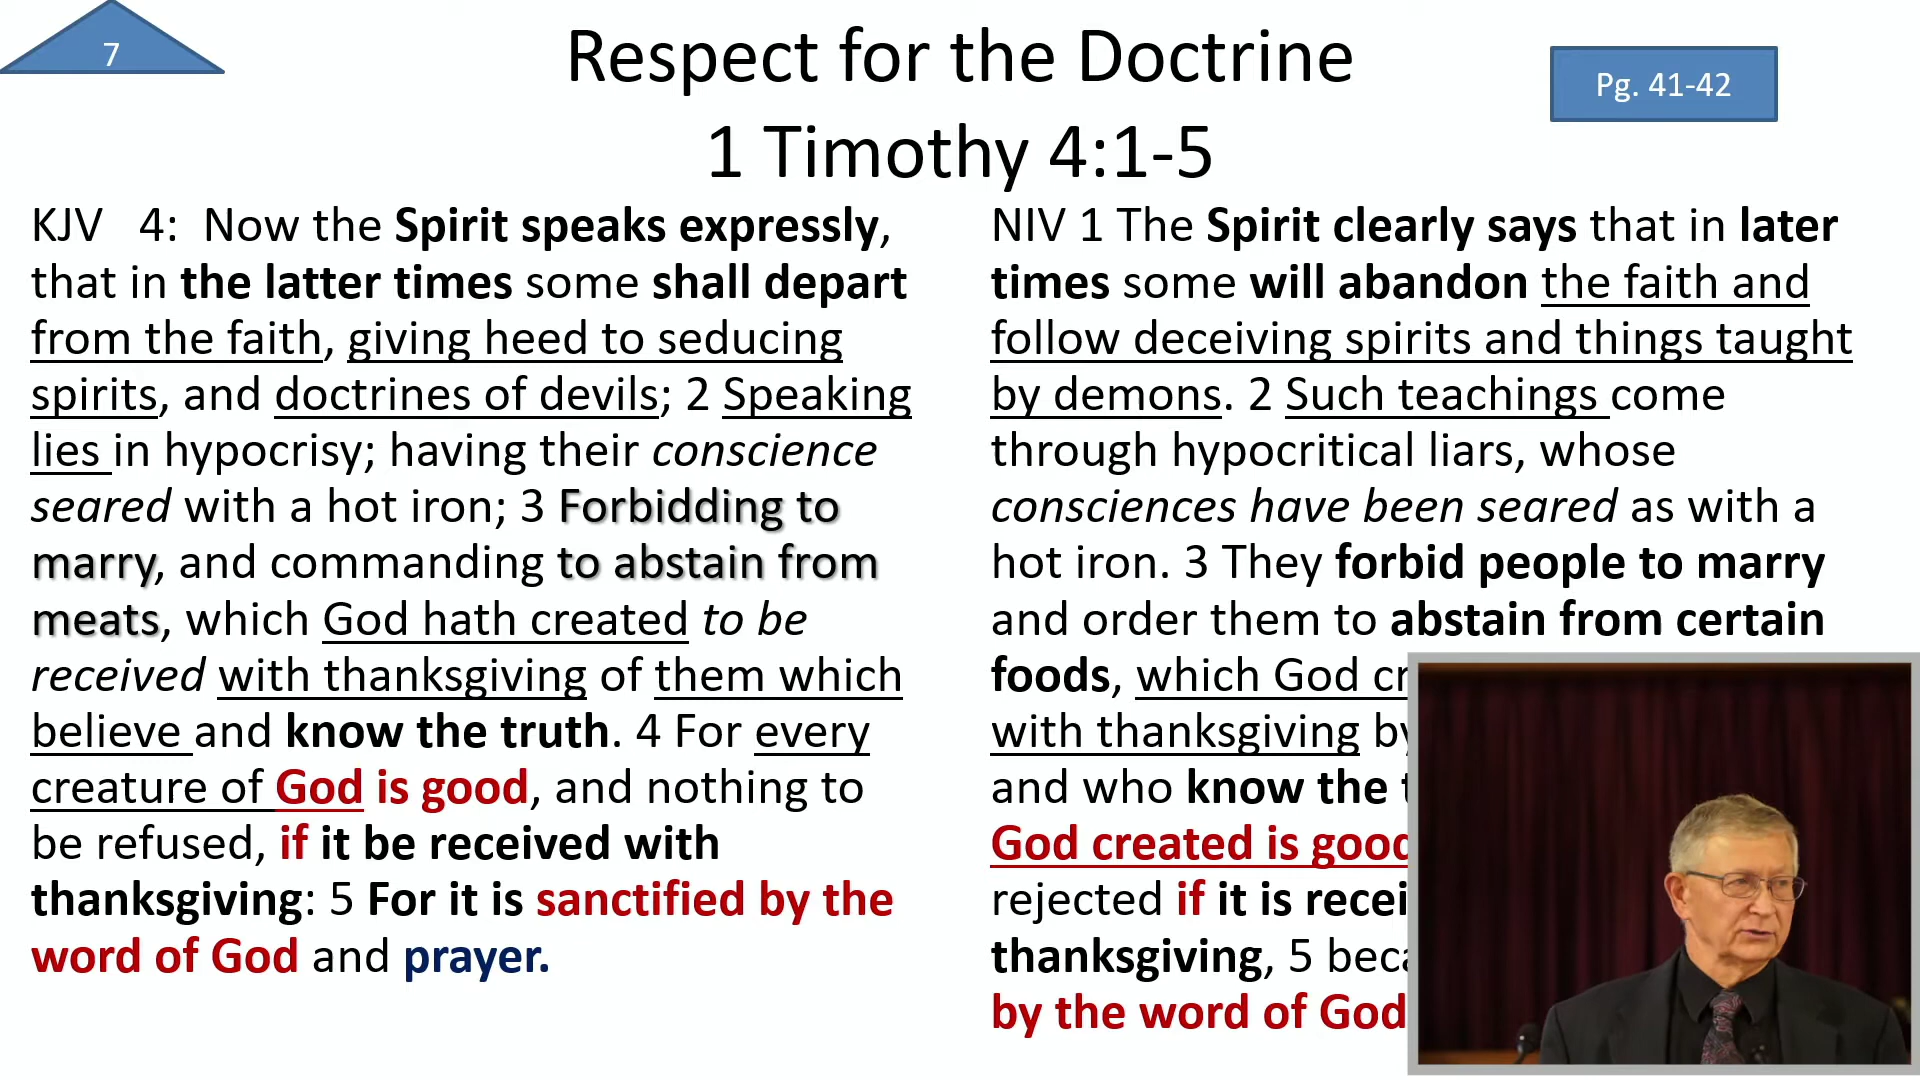 7
Respect for the Doctrine
1 Timothy 4:1-5
Pg. 41-42
KJV 4: Now the Spirit speaks expressly,
that in the latter times some shall depart
from the faith, giving heed to seducing
spirits, and doctrines of devils; 2 Speaking
lies in hypocrisy; having their conscience
seared with a hot iron; 3 Forbidding to
marry, and commanding to abstain from
meats, which God hath created to be
received with thanksgiving of them which
believe and know the truth. 4 For every
creature of God is good, and nothing to
be refused, if it be received with
thanksgiving: 5 For it is sanctified by the
word of God and prayer.
NIV 1 The Spirit clearly says that in later
times some will abandon the faith and
follow deceiving spirits and things taught
by demons. 2 Such teachings come
through hypocritical liars, whose
consciences have been seared as with a
hot iron. 3 They forbid people to marry
and order them to abstain from certain
foods, which God
with thanksgiving
and who know the
God created is
rejected if it is
thanksgiving, 5
by the word of God